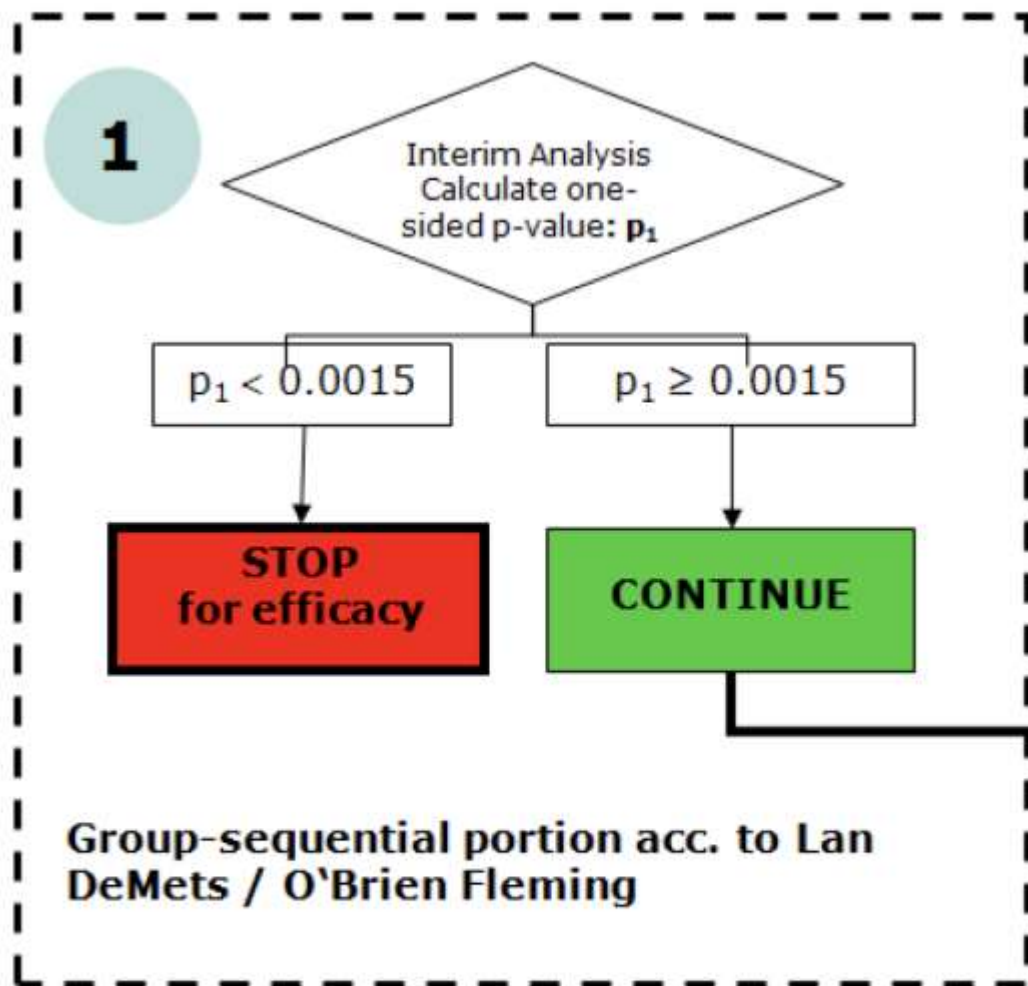 1
Interim Analysis
Calculate one-
sided p-value: p₁
p₁ < 0.0015
p₁ ≥ 0.0015
STOP
for efficacy
CONTINUE
Group-sequential portion acc. to Lan
DeMets / O‘Brien Fleming